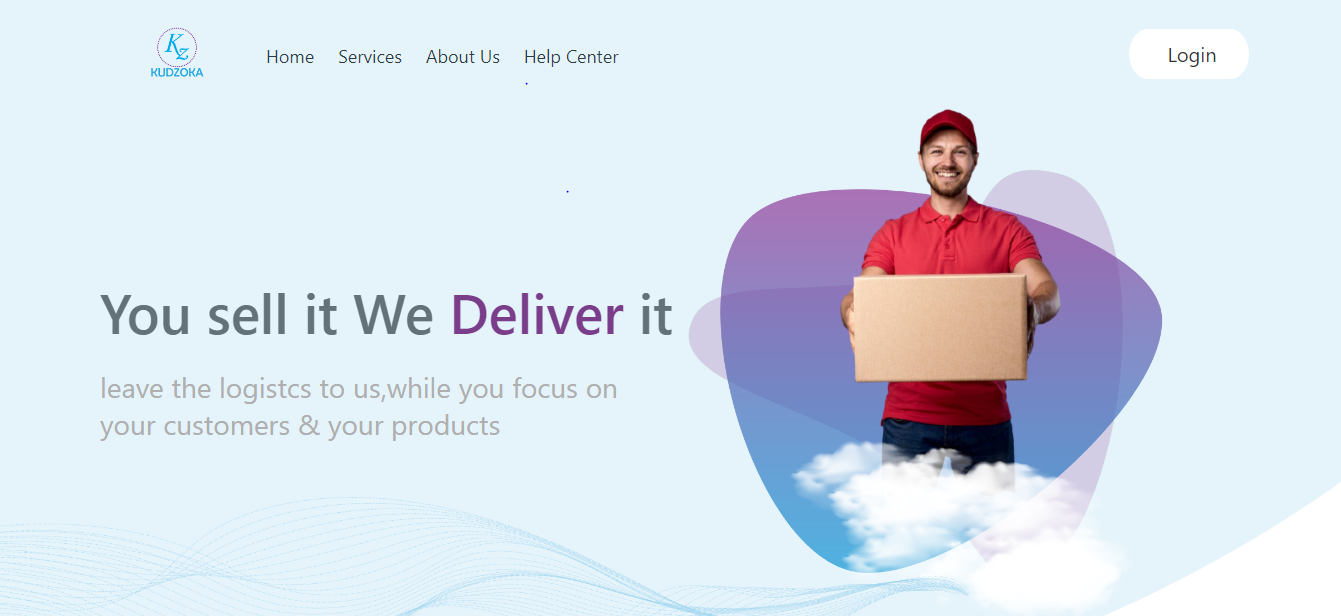 Kz
KUDZOKA
Home Services About Us Help Center
Login
You sell it We Deliver it
leave the logistcs to us,while you focus on
your customers & your products